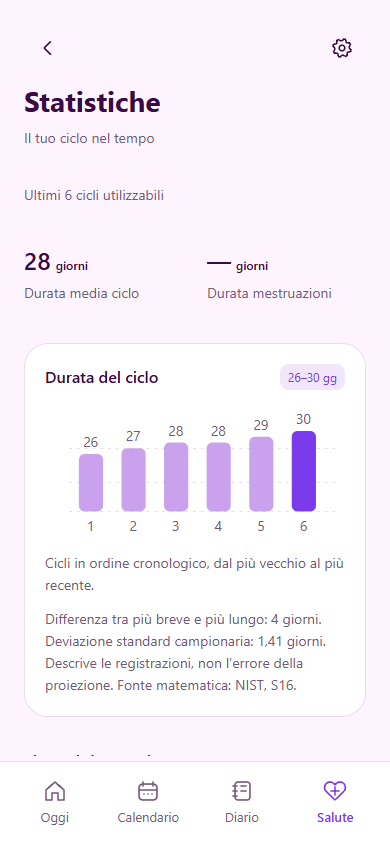 Statistiche
Il tuo ciclo nel tempo
Ultimi 6 cicli utilizzabili
28 giorni
— giorni
Durata media ciclo
Durata mestruazioni
Durata del ciclo
26–30 gg
26 27 28 28 29 30
1 2 3 4 5 6
Cicli in ordine cronologico, dal più vecchio al più
recente.
Differenza tra più breve e più lungo: 4 giorni.
Deviazione standard campionaria: 1,41 giorni.
Descrive le registrazioni, non l’errore della
proiezione. Fonte matematica: NIST, S16.
Oggi
Calendario
Diario
Salute